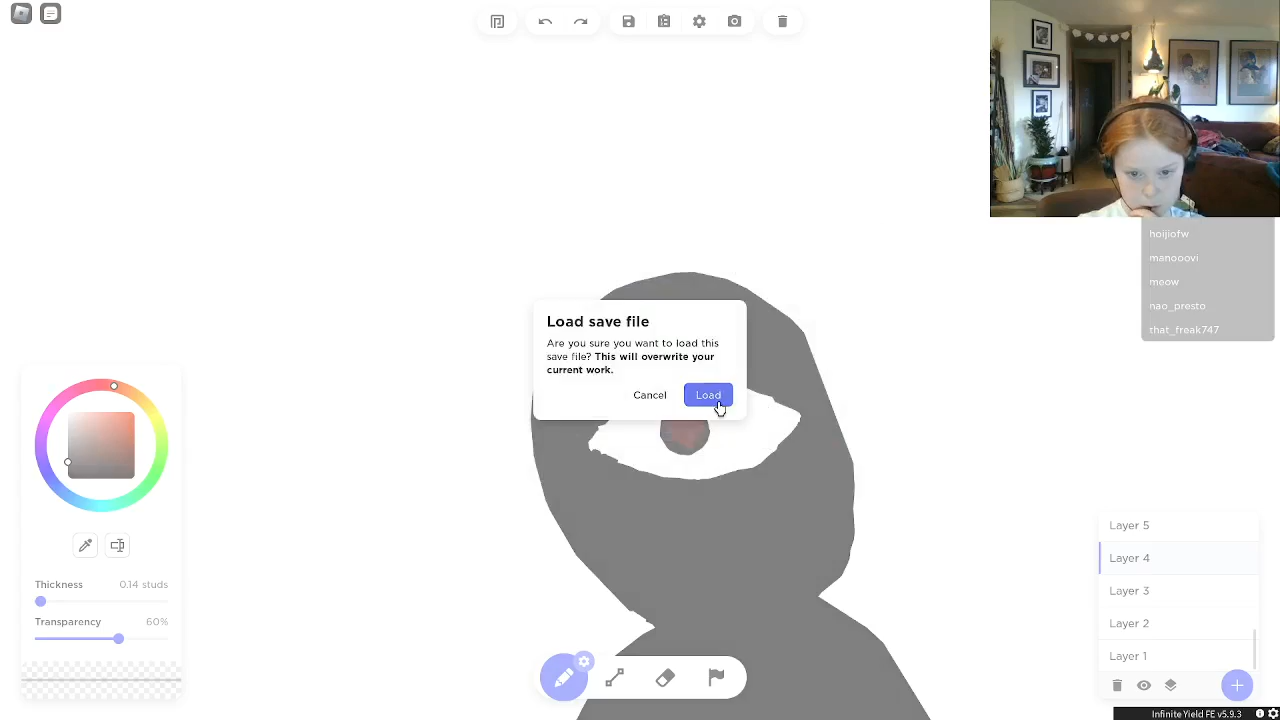 hoijiofw
manooovi
meow
nao_presto
that_freak747
Load save file
Are you sure you want to load this
save file? This will overwrite your
current work.
Cancel
Load
Thickness
0.14 studs
Transparency
60%
Layer 5
Layer 4
Layer 3
Layer 2
Layer 1
Infinite Yield FE v5.9.3